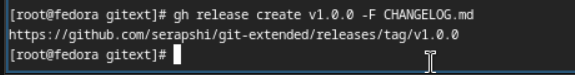 [root@fedora gitext]# gh release create v1.0.0 -F CHANGELOG.md
https://github.com/serapshi/git-extended/releases/tag/v1.0.0
[root@fedora gitext]#